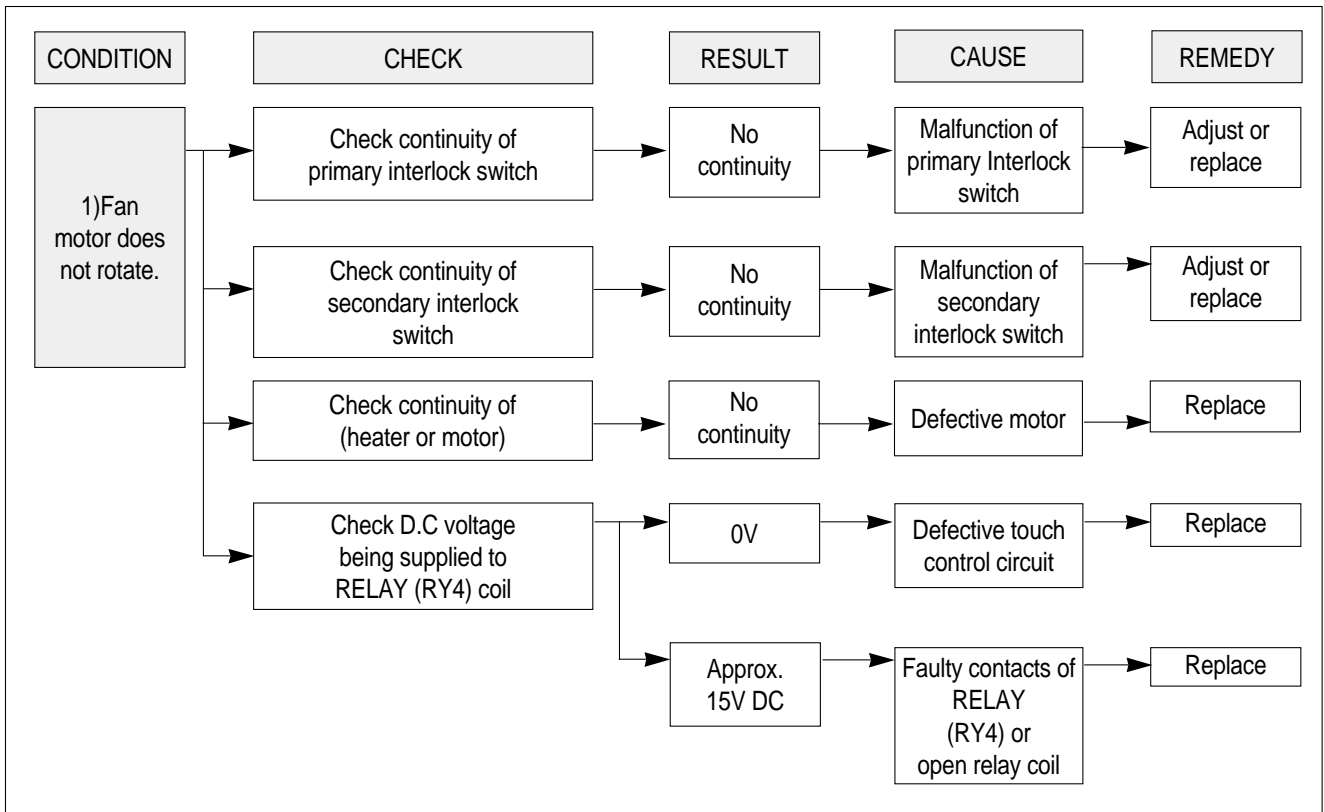 CONDITION
CHECK
RESULT
CAUSE
REMEDY
1)Fan
motor does
not rotate.
Check continuity of
primary interlock switch
No
continuity
Malfunction of
primary Interlock
switch
Adjust or
replace
Check continuity of
secondary interlock
switch
No
continuity
Malfunction of
secondary
interlock switch
Adjust or
replace
Check continuity of
(heater or motor)
No
continuity
Defective motor
Replace
Check D.C voltage
being supplied to
RELAY (RY4) coil
0V
Defective touch
control circuit
Replace
Approx.
15V DC
Faulty contacts of
RELAY
(RY4) or
open relay coil
Replace